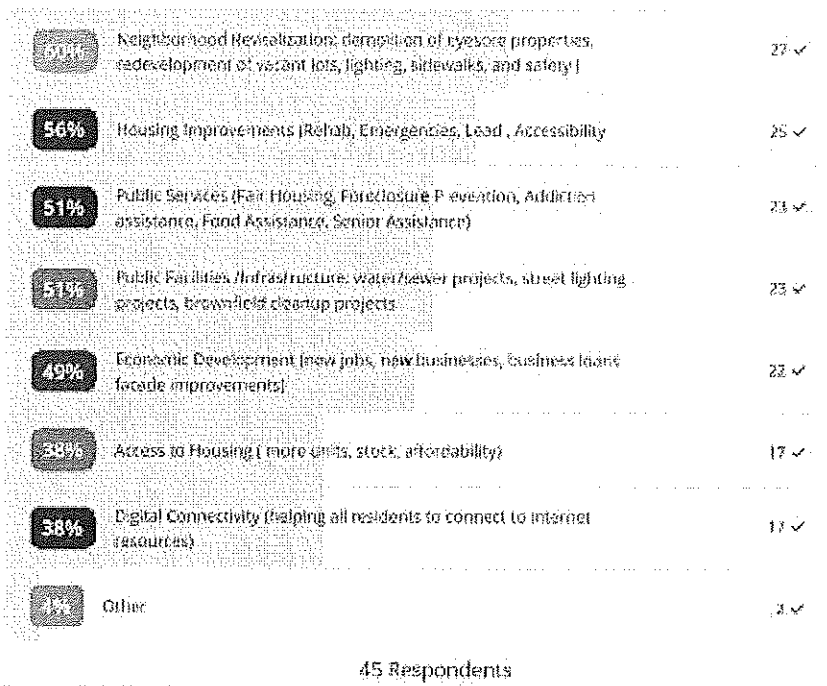 60% Neighborhood Revitalization: demolition of eyesore properties, 27 ✓
redevelopment of vacant lots, lighting, sidewalks, and safety)
56% Housing Improvements (Rehab, Emergencies, Lead , Accessibility 25 ✓
51% Public Services (Fair Housing, Foreclosure Prevention, Addiction 23 ✓
assistance, Food Assistance, Senior Assistance)
51% Public Facilities /Infrastructure: water/sewer projects, street lighting 23 ✓
projects, brownfield cleanup projects
49% Economic Development (new jobs, new businesses, business loans 22 ✓
facade improvements)
38% Access to Housing ( more units, stock, affordability) 17 ✓
38% Digital Connectivity (helping all residents to connect to internet 17 ✓
resources)
4% Other 2 ✓
45 Respondents